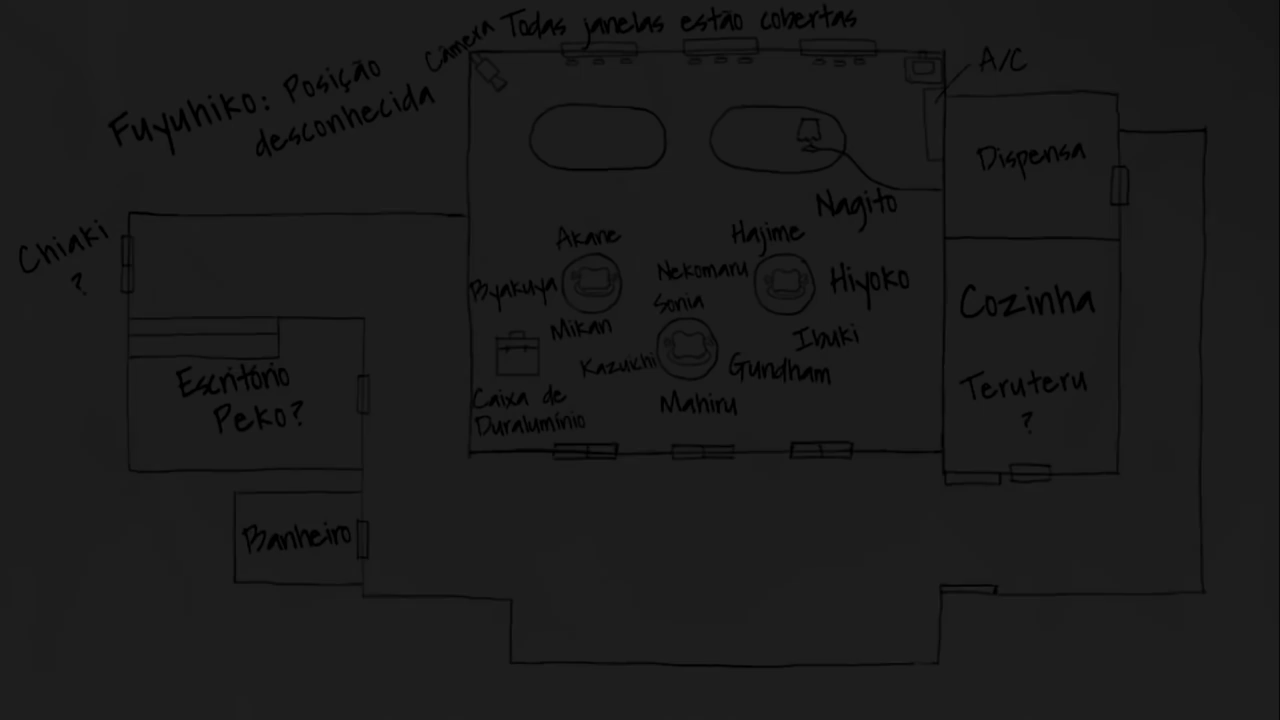 Câmera
Todas janelas estão cobertas
A/C
Fuyuhiko: Posição
desconhecida
Dispensa
Nagito
Chiaki
?
Akane
Hajime
Byakuya
Nekomaru
Hiyoko
Sonia
Cozinha
Mikan
Ibuki
Kazuichi
Gundham
Escritório
Peko?
Teruteru
?
Caixa de
Duralumínio
Mahiru
Banheiro